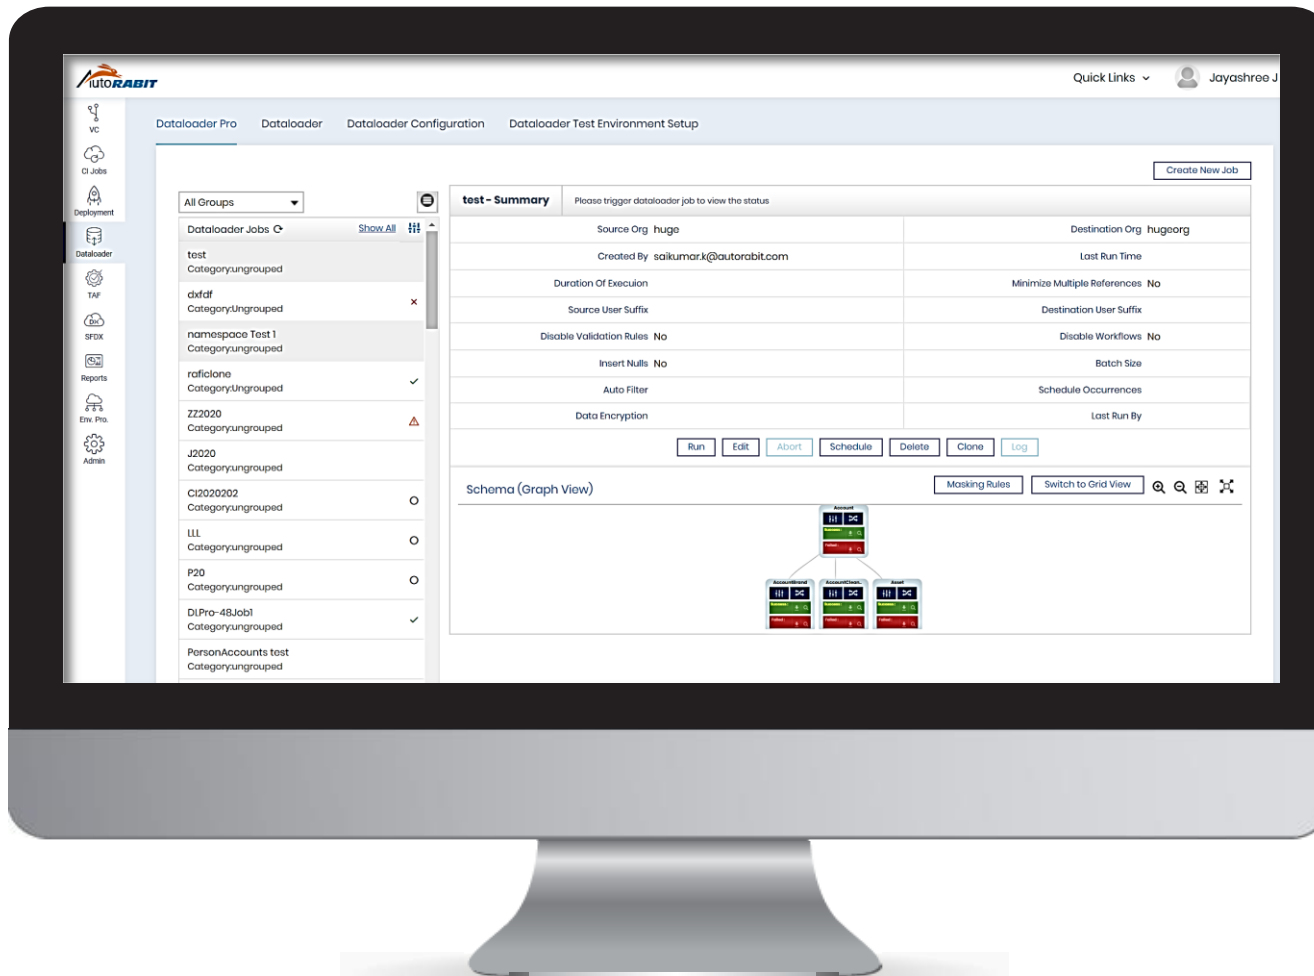 AutoRABIT
Quick Links
Jayashree J
VC
CI Jobs
Deployment
Dataloader
TAF
DX
SFDX
Reports
Env. Pro.
Admin
Dataloader Pro Dataloader Dataloader Configuration Dataloader Test Environment Setup
Create New Job
All Groups
Dataloader Jobs Show All
test
Category:ungrouped
dxfdf
Category:Ungrouped
namespace Test 1
Category:ungrouped
raficlone
Category:Ungrouped
ZZ2020
Category:ungrouped
J2020
Category:ungrouped
CI2020202
Category:ungrouped
LLL
Category:ungrouped
P20
Category:ungrouped
DLPro-48Job1
Category:ungrouped
PersonAccounts test
Category:ungrouped
test - Summary Please trigger dataloader job to view the status
Source Org huge Destination Org hugeorg
Created By saikumar.k@autorabit.com Last Run Time
Duration Of Execuion Minimize Multiple References No
Source User Suffix Destination User Suffix
Disable Validation Rules No Disable Workflows No
Insert Nulls No Batch Size
Auto Filter Schedule Occurrences
Data Encryption Last Run By
Run Edit Abort Schedule Delete Clone Log
Schema (Graph View) Masking Rules Switch to Grid View
Account
AccountBrand AccountClean.. Asset